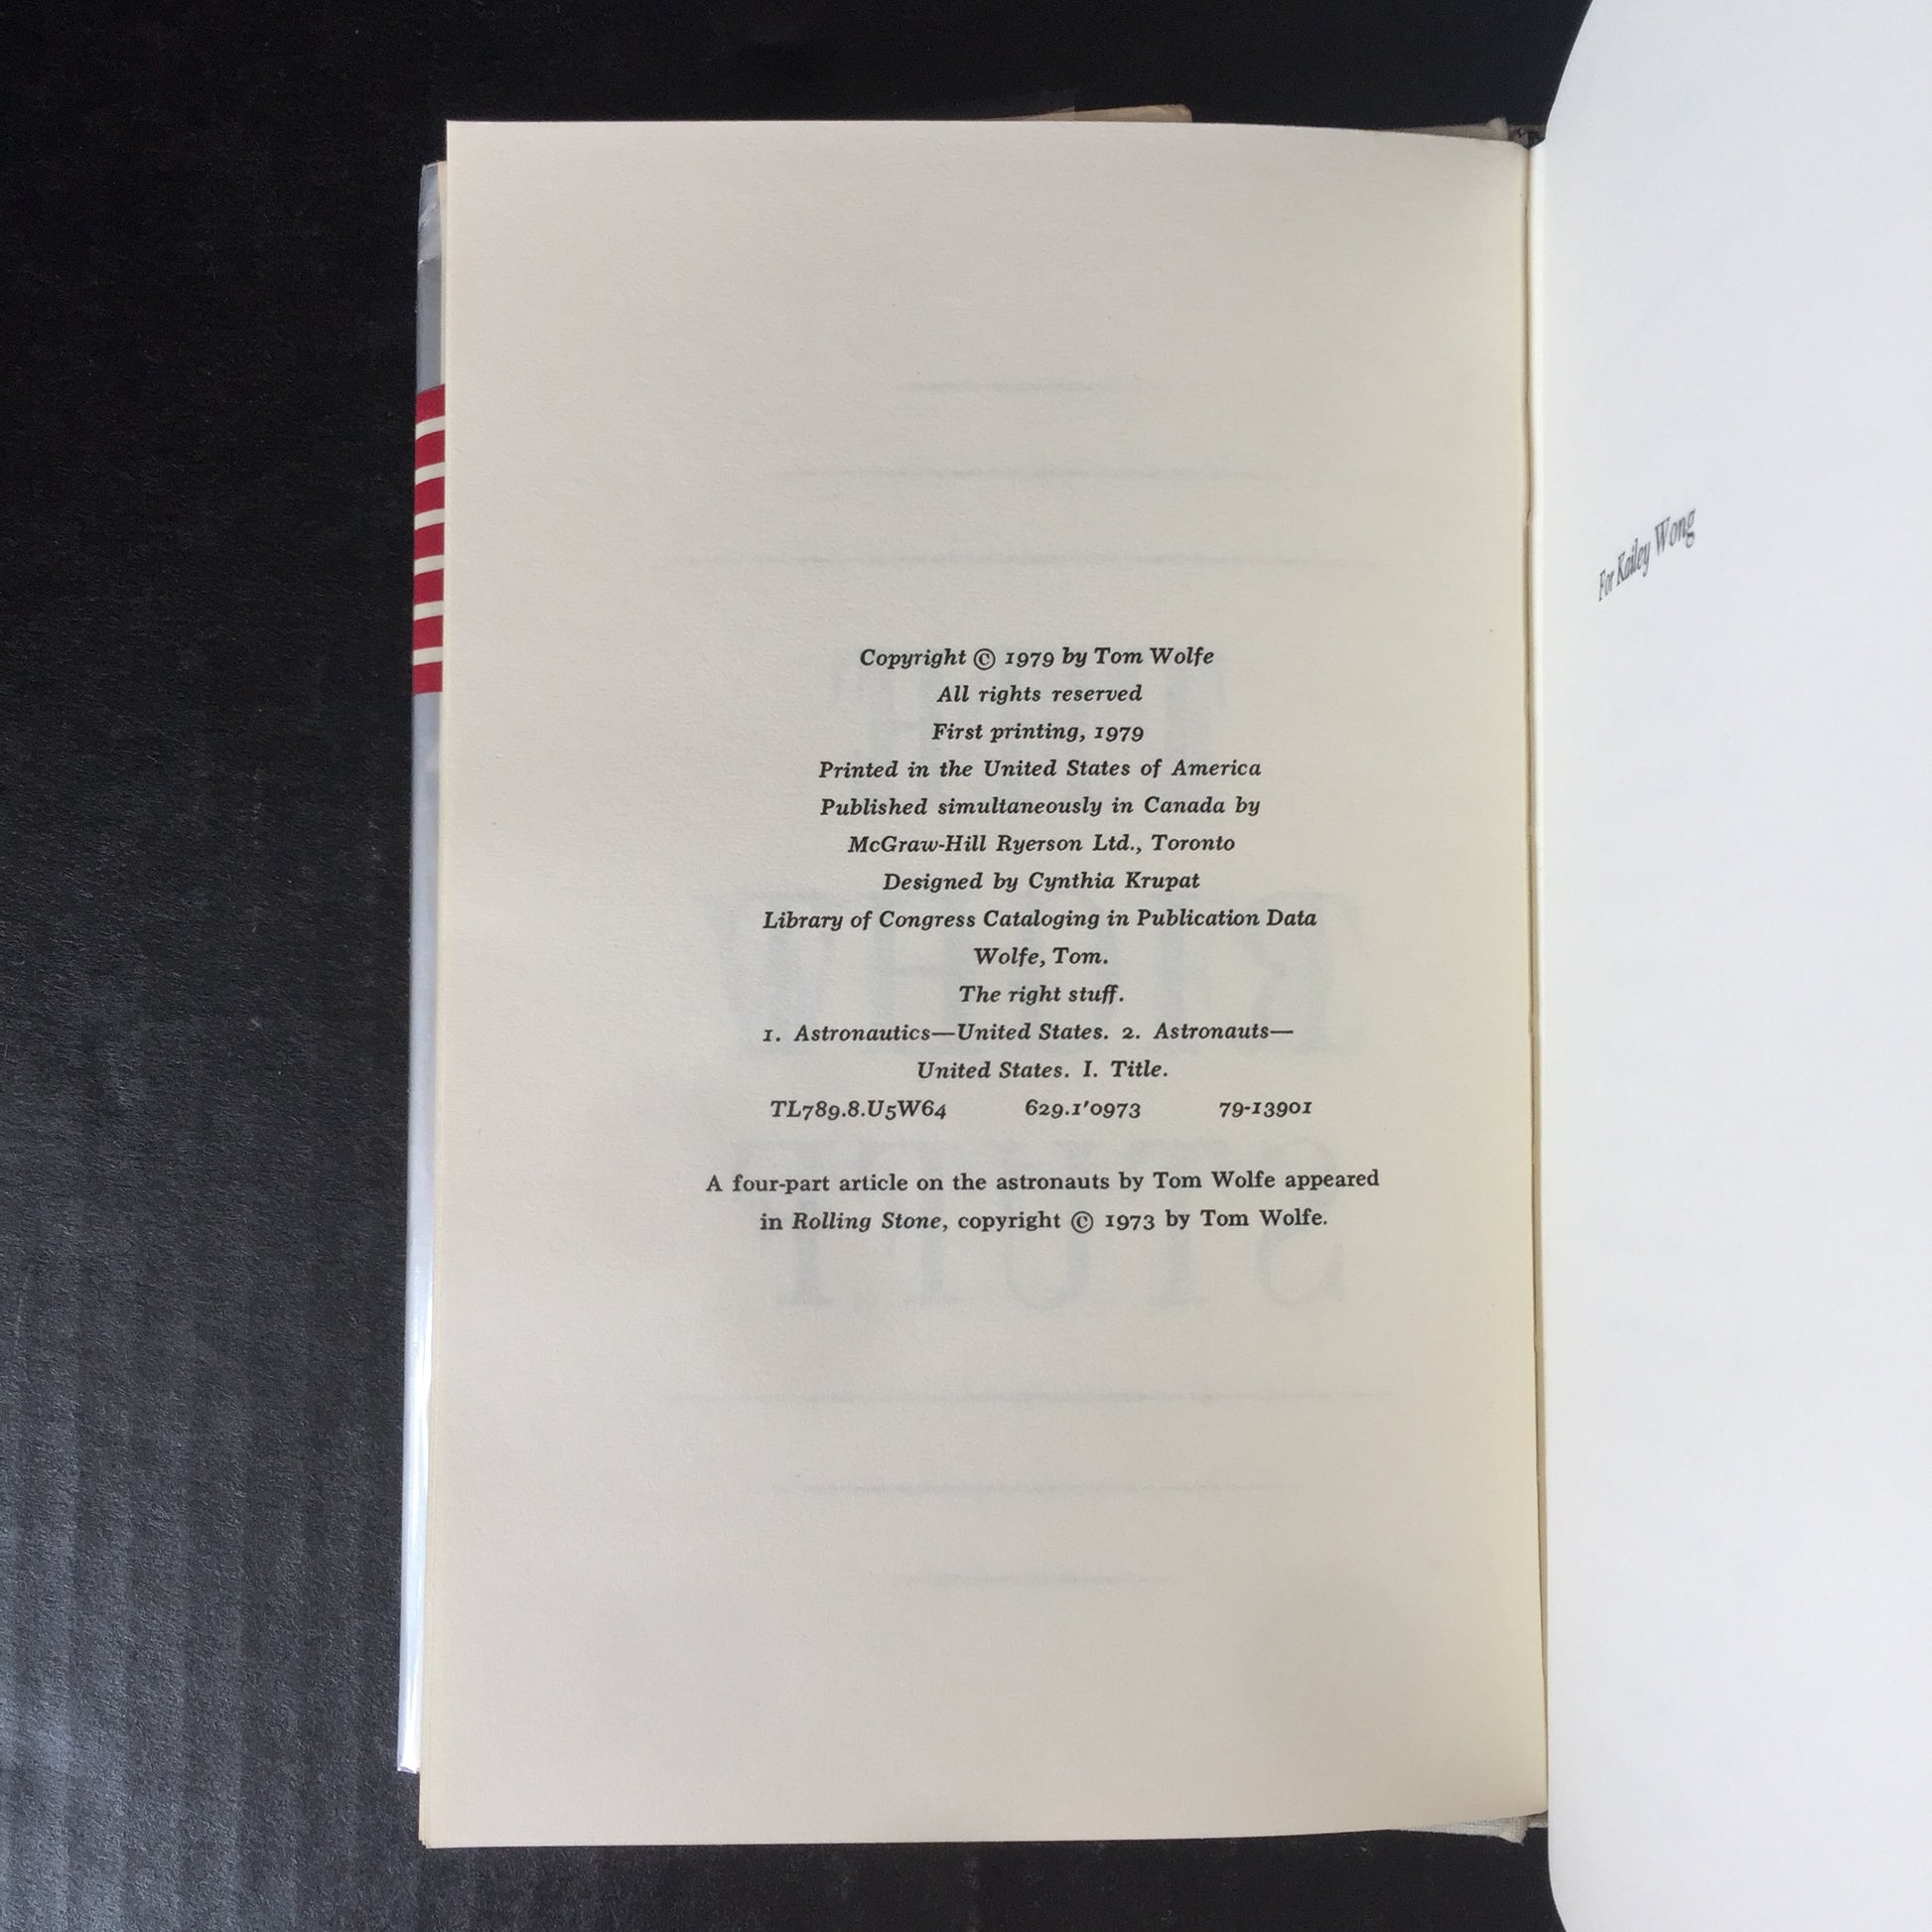 Copyright © 1979 by Tom Wolfe
All rights reserved
First printing, 1979
Printed in the United States of America
Published simultaneously in Canada by
McGraw-Hill Ryerson Ltd., Toronto
Designed by Cynthia Krupat
Library of Congress Cataloging in Publication Data
Wolfe, Tom.
The right stuff.
1. Astronautics—United States. 2. Astronauts—
United States. I. Title.
TL789.8.U5W64 629.1'0973 79-13901
A four-part article on the astronauts by Tom Wolfe appeared
in Rolling Stone, copyright © 1973 by Tom Wolfe.
For Kailey Wong